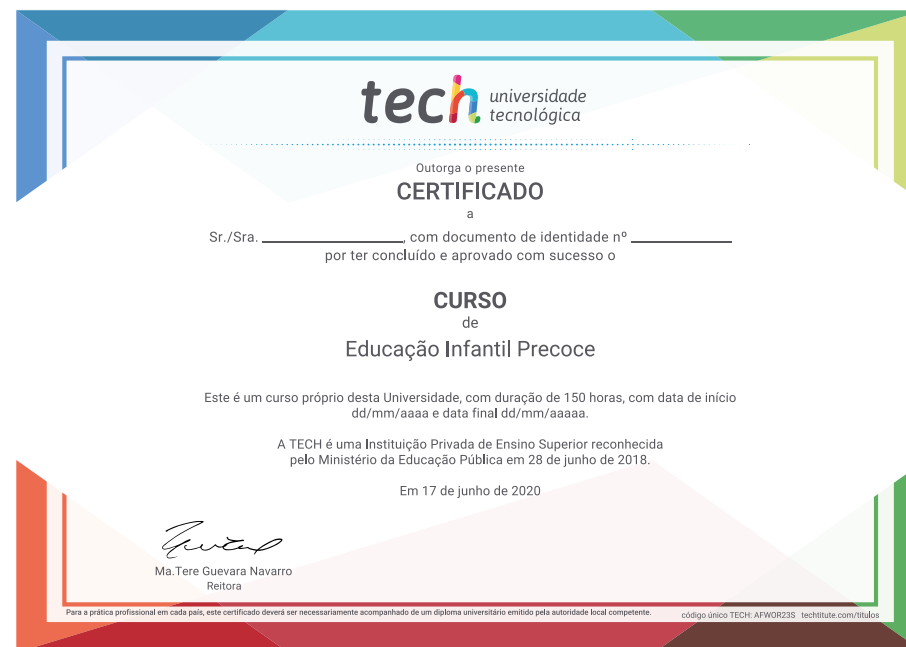 tech universidade
tecnológica
Outorga o presente
CERTIFICADO
a
Sr./Sra. ____________________, com documento de identidade nº ______________
por ter concluído e aprovado com sucesso o
CURSO
de
Educação Infantil Precoce
Este é um curso próprio desta Universidade, com duração de 150 horas, com data de início
dd/mm/aaaa e data final dd/mm/aaaaa.
A TECH é uma Instituição Privada de Ensino Superior reconhecida
pelo Ministério da Educação Pública em 28 de junho de 2018.
Em 17 de junho de 2020
Ma.Tere Guevara Navarro
Reitora
Para a prática profissional em cada país, este certificado deverá ser necessariamente acompanhado de um diploma universitário emitido pela autoridade local competente.
código único TECH: AFWOR23S techtitute.com/titulos